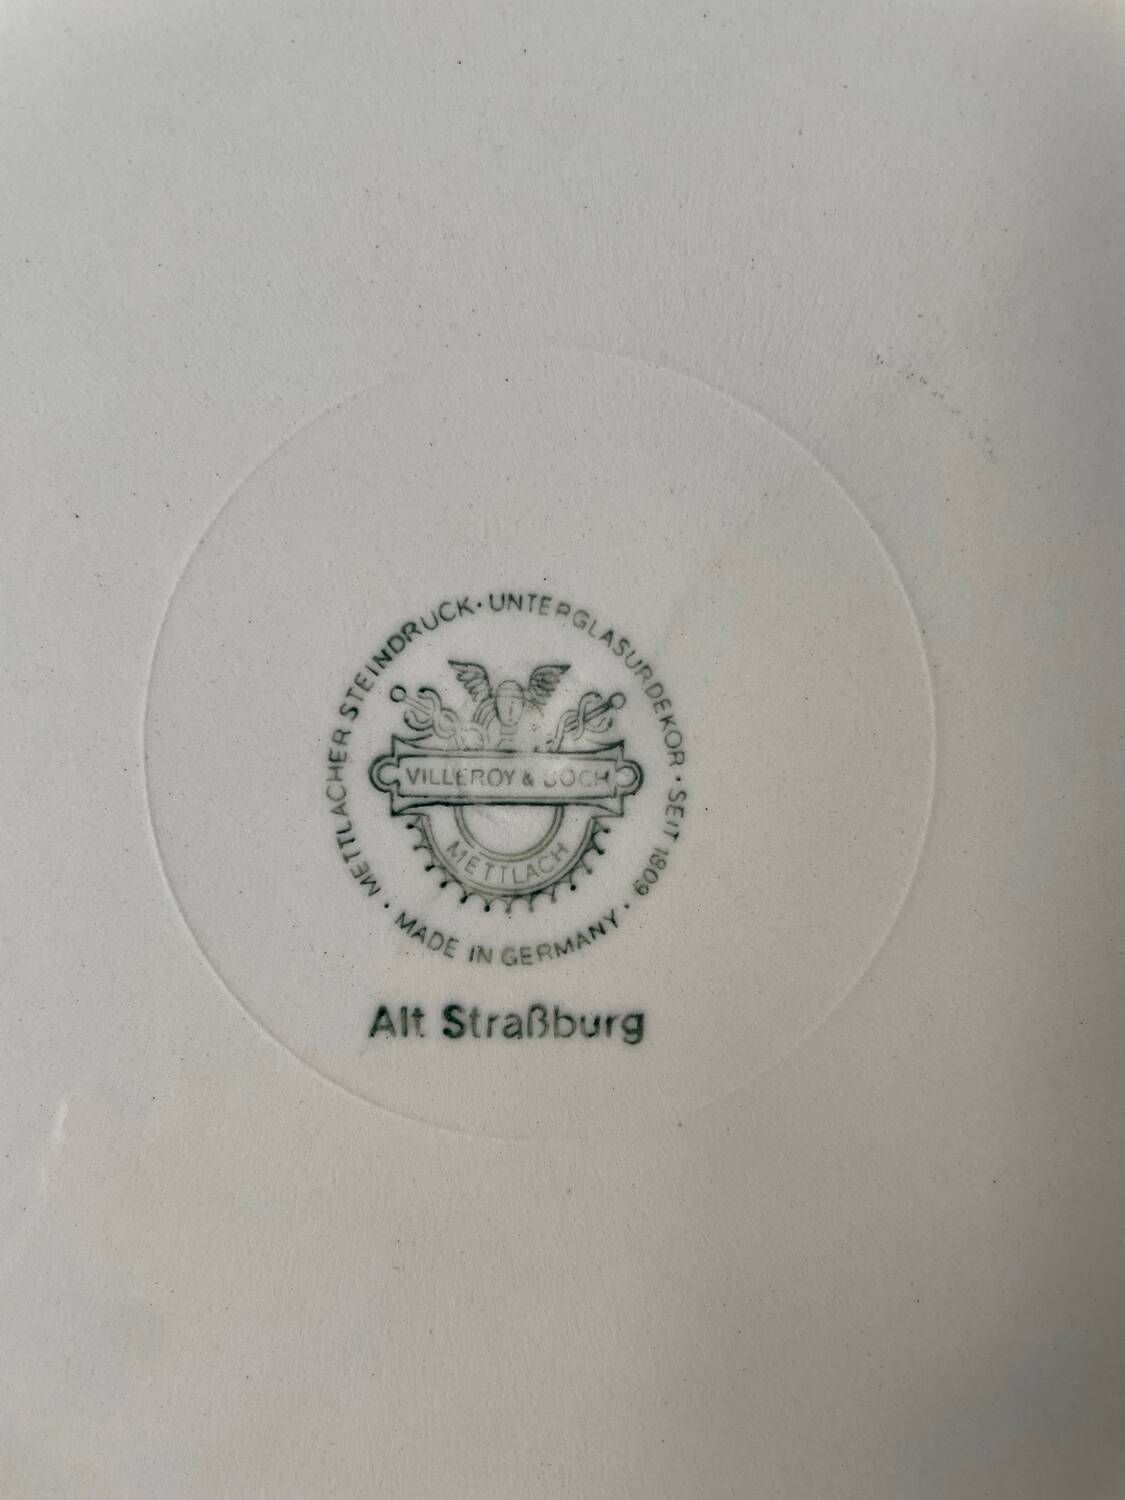 METTLACHER STEINDRUCK · UNTERGLASURDEKOR · SEIT 1809 · MADE IN GERMANY ·
VILLEROY & BOCH
METTLACH
Alt Straßburg